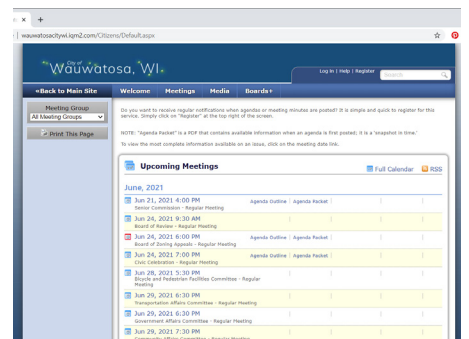 wauwatosacitywi.iqm2.com/Citizens/Default.aspx
City of
Wauwatosa, WI
Log In | Help | Register
Search
«Back to Main Site
Welcome Meetings Media Boards+
Meeting Group
All Meeting Groups
Print This Page
Do you want to receive regular notifications when agendas or meeting minutes are posted? It is simple and quick to register for this
service. Simply click on "Register" at the top right of the screen.
NOTE: "Agenda Packet" is a PDF that contains available information when an agenda is first posted; it is a 'snapshot in time.'
To view the most complete information available on an issue, click on the meeting date link.
Upcoming Meetings
Full Calendar RSS
June, 2021
Jun 21, 2021 4:00 PM Agenda Outline | Agenda Packet |
Senior Commission - Regular Meeting
Jun 24, 2021 9:30 AM
Board of Review - Regular Meeting
Jun 24, 2021 6:00 PM Agenda Outline | Agenda Packet |
Board of Zoning Appeals - Regular Meeting
Jun 24, 2021 7:00 PM Agenda Outline | Agenda Packet |
Civic Celebration - Regular Meeting
Jun 28, 2021 5:30 PM
Bicycle and Pedestrian Facilities Committee - Regular
Meeting
Jun 29, 2021 6:30 PM
Transportation Affairs Committee - Regular Meeting
Jun 29, 2021 6:30 PM
Government Affairs Committee - Regular Meeting
Jun 29, 2021 7:30 PM
Community Affairs Committee - Regular Meeting